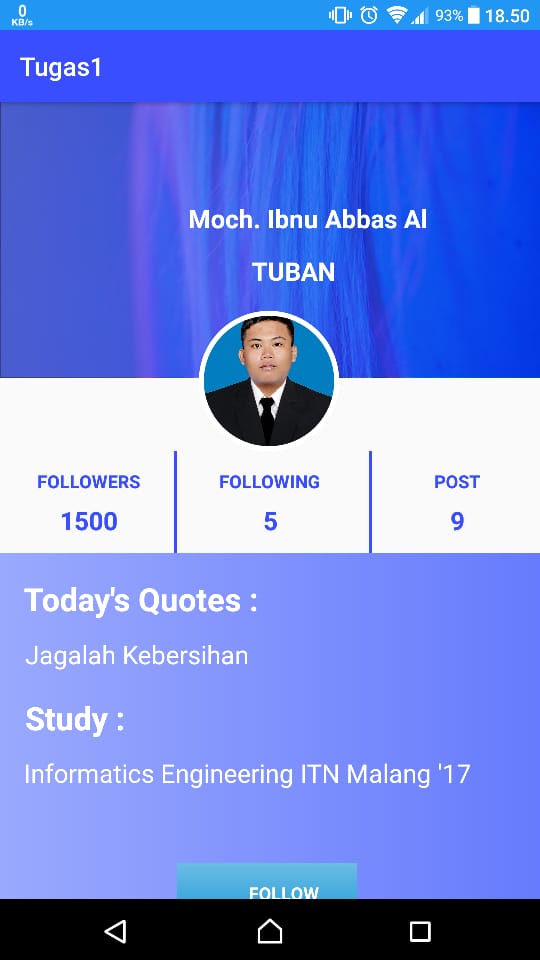 0
KB/s
93%
18.50
Tugas1
Moch. Ibnu Abbas Al
TUBAN
FOLLOWERS
FOLLOWING
POST
1500
5
9
Today's Quotes :
Jagalah Kebersihan
Study :
Informatics Engineering ITN Malang '17
FOLLOW